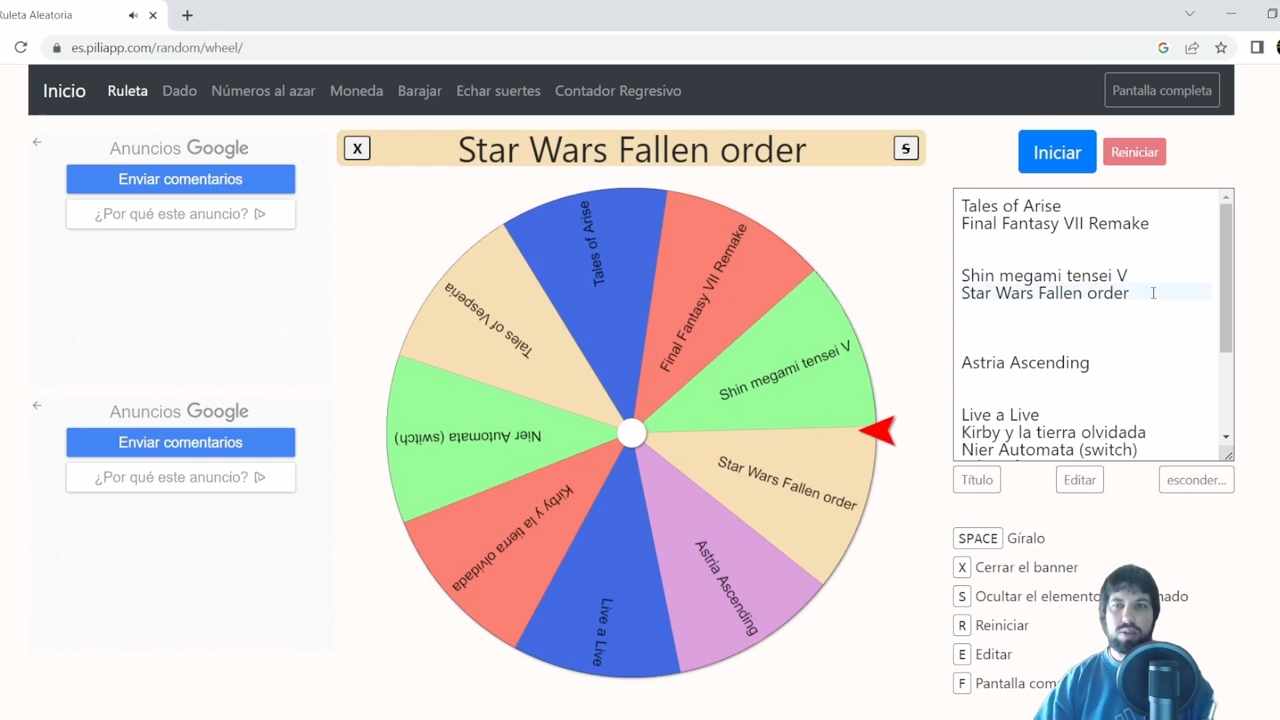 Ruleta Aleatoria
es.piliapp.com/random/wheel/
Inicio Ruleta Dado Números al azar Moneda Barajar Echar suertes Contador Regresivo Pantalla completa
Anuncios Google
Enviar comentarios
¿Por qué este anuncio?
Anuncios Google
Enviar comentarios
¿Por qué este anuncio?
X Star Wars Fallen order S
Tales of Arise
Final Fantasy VII Remake
Shin megami tensei V
Star Wars Fallen order
Astria Ascending
Live a Live
Kirby y la tierra olvidada
Nier Automata (switch)
Tales of Vesperia
Iniciar Reiniciar
Tales of Arise
Final Fantasy VII Remake
Shin megami tensei V
Star Wars Fallen order
Astria Ascending
Live a Live
Kirby y la tierra olvidada
Nier Automata (switch)
Título Editar esconder...
SPACE Gíralo
X Cerrar el banner
S Ocultar el elemento
R Reiniciar
E Editar
F Pantalla